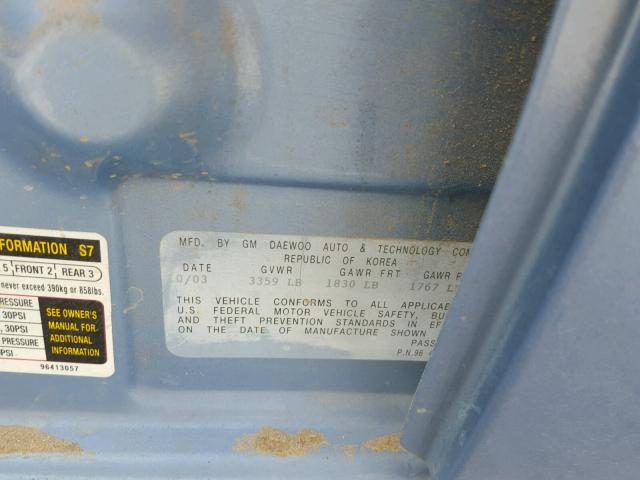 FORMATION S7
5 FRONT 2 REAR 3
never exceed 390kg or 858lbs.
PRESSURE
30PSI
, 30PSI
PRESSURE
PSI
SEE OWNER'S
MANUAL FOR
ADDITIONAL
INFORMATION
96413057
MFD. BY GM DAEWOO AUTO & TECHNOLOGY COM
REPUBLIC OF KOREA
DATE GVWR GAWR FRT GAWR
0/03 3359 LB 1830 LB 1767 L
THIS VEHICLE CONFORMS TO ALL APPLICAE
U.S. FEDERAL MOTOR VEHICLE SAFETY, BU
AND THEFT PREVENTION STANDARDS IN EF
ON THE DATE OF MANUFACTURE SHOWN
PASS
P.N.96